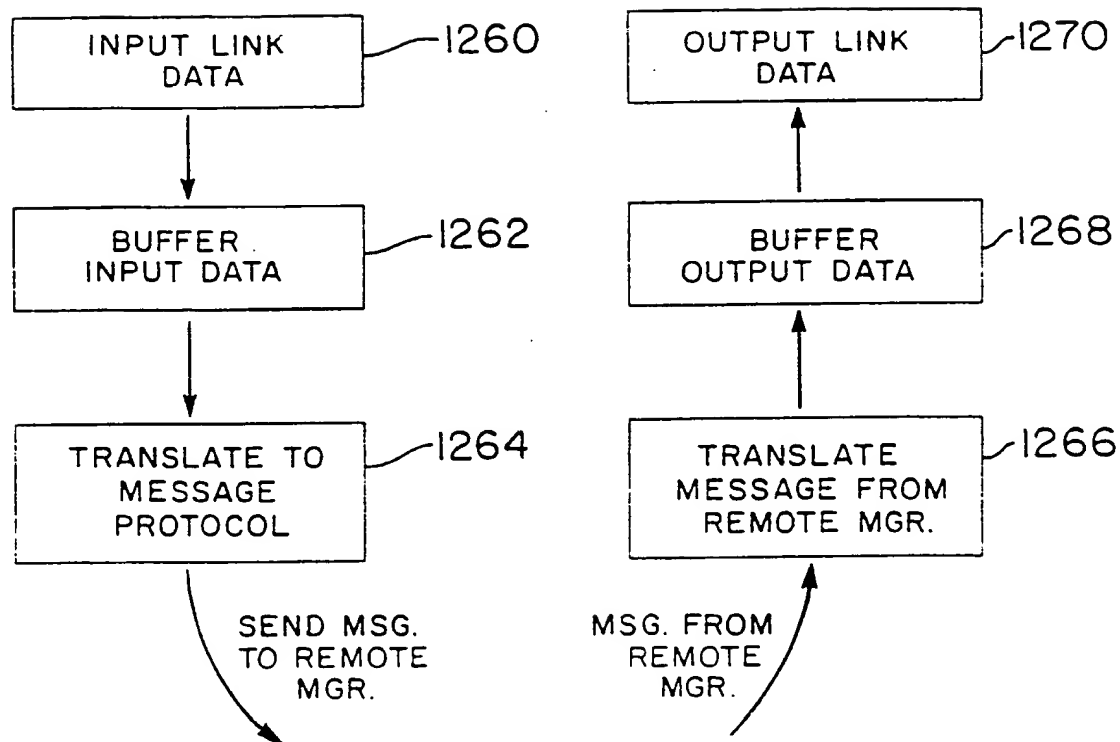 INPUT LINK
DATA
1260
BUFFER
INPUT DATA
1262
TRANSLATE TO
MESSAGE
PROTOCOL
1264
SEND MSG.
TO REMOTE
MGR.
OUTPUT LINK
DATA
1270
BUFFER
OUTPUT DATA
1268
TRANSLATE
MESSAGE FROM
REMOTE MGR.
1266
MSG. FROM
REMOTE
MGR.